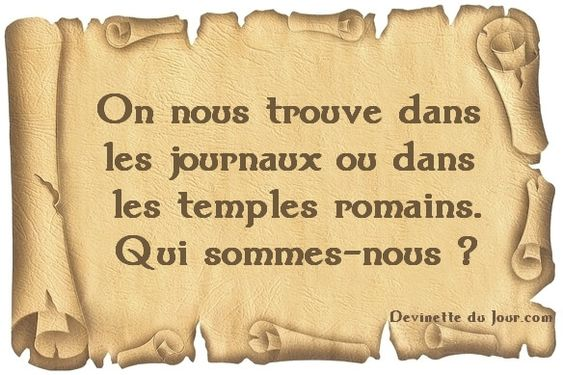 On nous trouve dans
les journaux ou dans
les temples romains.
Qui sommes-nous ?
Devinette du Jour.com